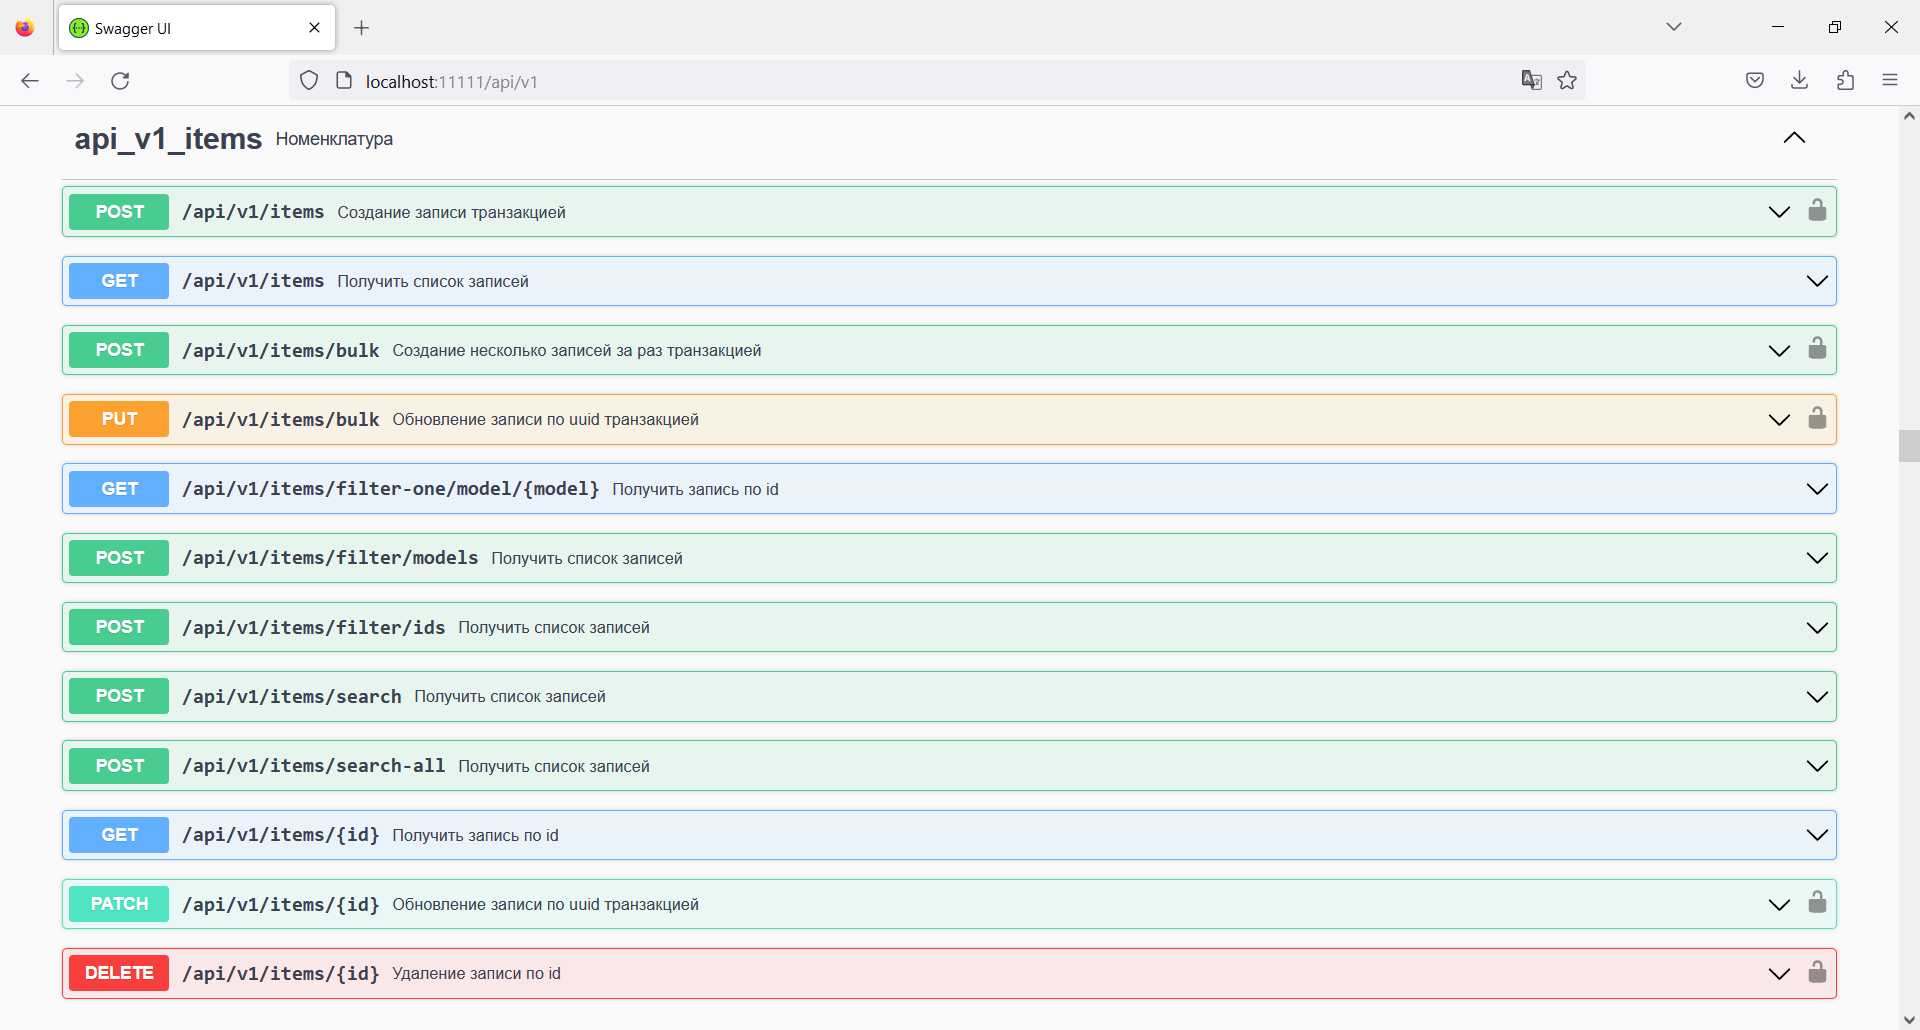 Swagger UI
localhost:11111/api/v1
api_v1_items Номенклатура
POST /api/v1/items Создание записи транзакцией
GET /api/v1/items Получить список записей
POST /api/v1/items/bulk Создание несколько записей за раз транзакцией
PUT /api/v1/items/bulk Обновление записи по uuid транзакцией
GET /api/v1/items/filter-one/model/{model} Получить запись по id
POST /api/v1/items/filter/models Получить список записей
POST /api/v1/items/filter/ids Получить список записей
POST /api/v1/items/search Получить список записей
POST /api/v1/items/search-all Получить список записей
GET /api/v1/items/{id} Получить запись по id
PATCH /api/v1/items/{id} Обновление записи по uuid транзакцией
DELETE /api/v1/items/{id} Удаление записи по id